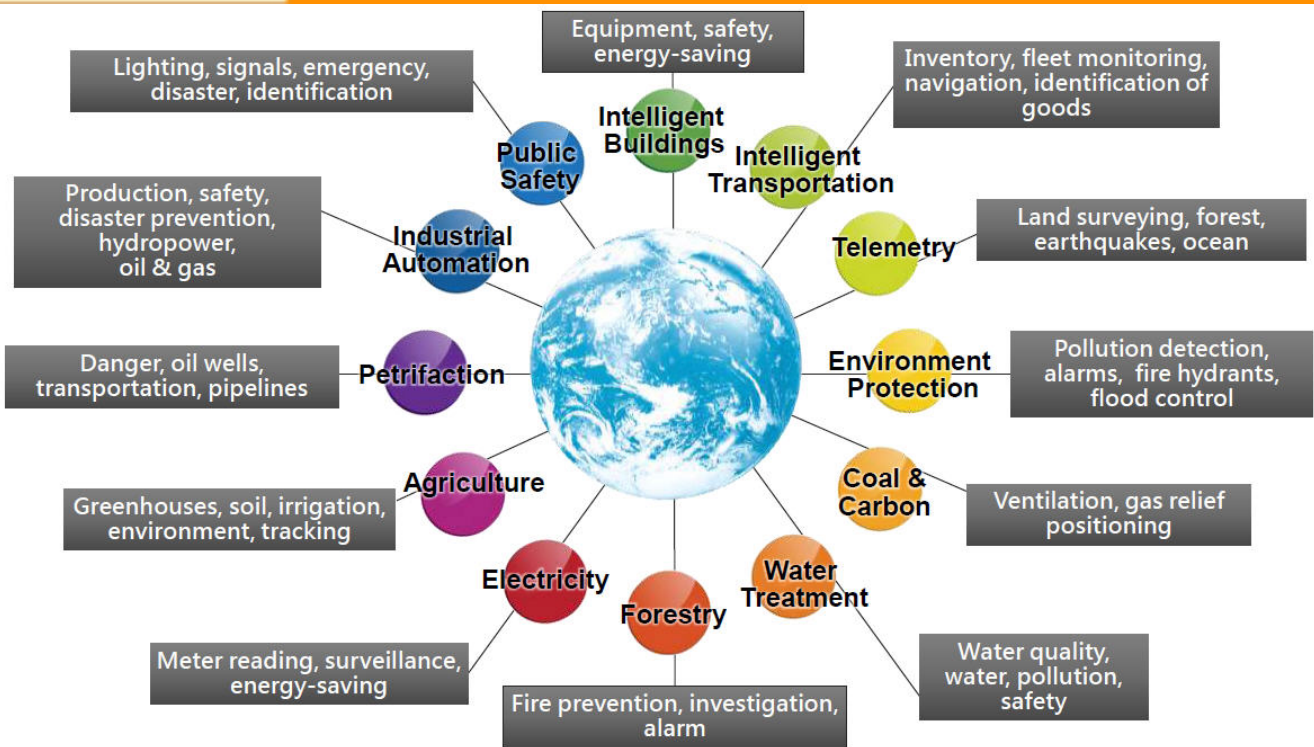 Equipment, safety,
energy-saving
Lighting, signals, emergency,
disaster, identification
Inventory, fleet monitoring,
navigation, identification of
goods
Intelligent
Buildings
Public
Safety
Intelligent
Transportation
Production, safety,
disaster prevention,
hydropower,
oil & gas
Industrial
Automation
Telemetry
Land surveying, forest,
earthquakes, ocean
Danger, oil wells,
transportation, pipelines
Petrifaction
Environment
Protection
Pollution detection,
alarms, fire hydrants,
flood control
Greenhouses, soil, irrigation,
environment, tracking
Agriculture
Coal &
Carbon
Ventilation, gas relief
positioning
Electricity
Forestry
Water
Treatment
Meter reading, surveillance,
energy-saving
Fire prevention, investigation,
alarm
Water quality,
water, pollution,
safety